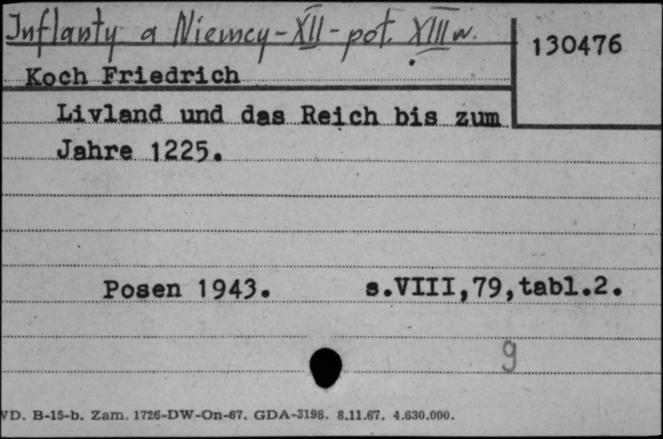 Inflanty a Niemcy - XII - poł. XIII w.
130476
Koch Friedrich
Livland und das Reich bis zum
Jahre 1225.
Posen 1943. s.VIII,79,tabl.2.
9
VD. B-15-b. Zam. 1726-DW-On-67. GDA-3198. 8.11.67. 4.630.000.